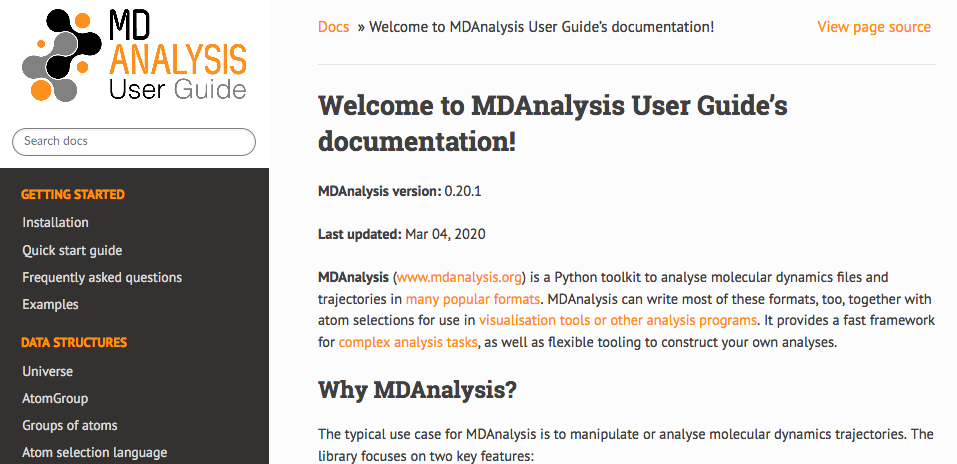 MD
ANALYSIS
User Guide
Search docs
GETTING STARTED
Installation
Quick start guide
Frequently asked questions
Examples
DATA STRUCTURES
Universe
AtomGroup
Groups of atoms
Atom selection language
Docs » Welcome to MDAnalysis User Guide's documentation!
View page source
Welcome to MDAnalysis User Guide's
documentation!
MDAnalysis version: 0.20.1
Last updated: Mar 04, 2020
MDAnalysis (www.mdanalysis.org) is a Python toolkit to analyse molecular dynamics files and
trajectories in many popular formats. MDAnalysis can write most of these formats, too, together with
atom selections for use in visualisation tools or other analysis programs. It provides a fast framework
for complex analysis tasks, as well as flexible tooling to construct your own analyses.
Why MDAnalysis?
The typical use case for MDAnalysis is to manipulate or analyse molecular dynamics trajectories. The
library focuses on two key features: